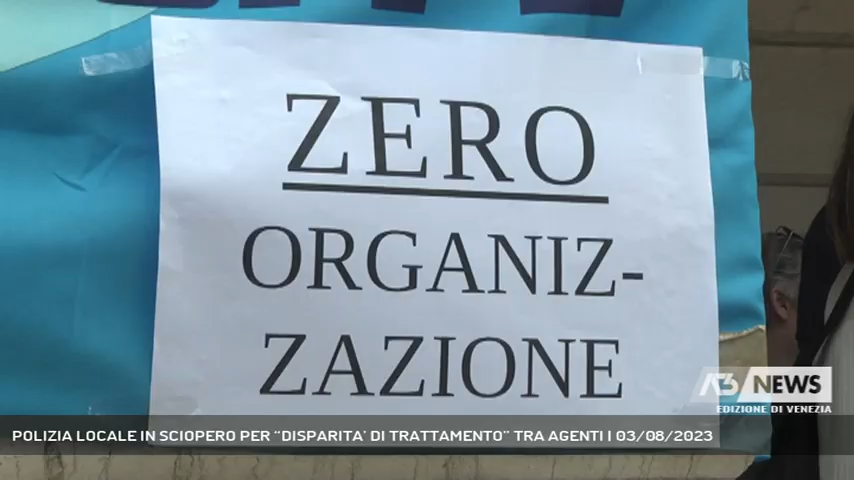 ZERO
ORGANIZ-
ZAZIONE
A3 NEWS
EDIZIONE DI VENEZIA
POLIZIA LOCALE IN SCIOPERO PER “DISPARITA' DI TRATTAMENTO” TRA AGENTI | 03/08/2023